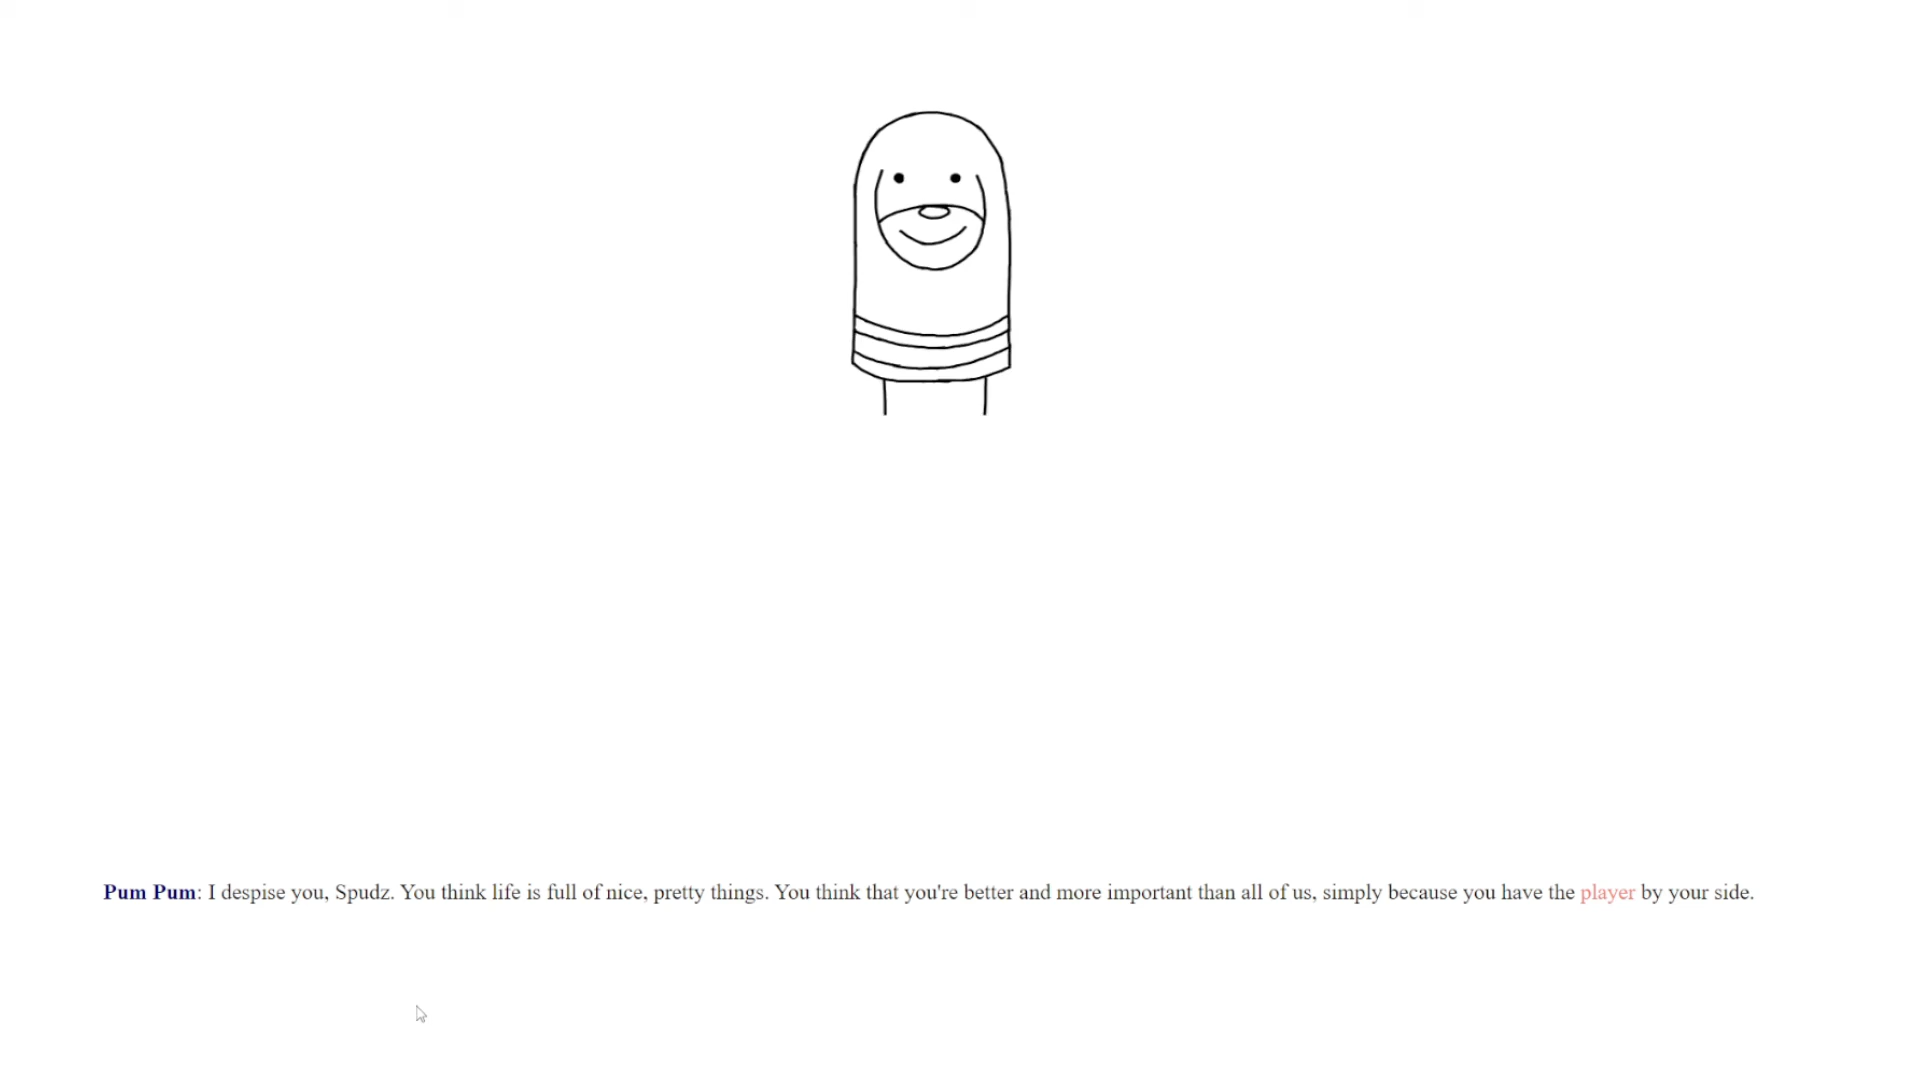 Pum Pum: I despise you, Spudz. You think life is full of nice, pretty things. You think that you're better and more important than all of us, simply because you have the player by your side.